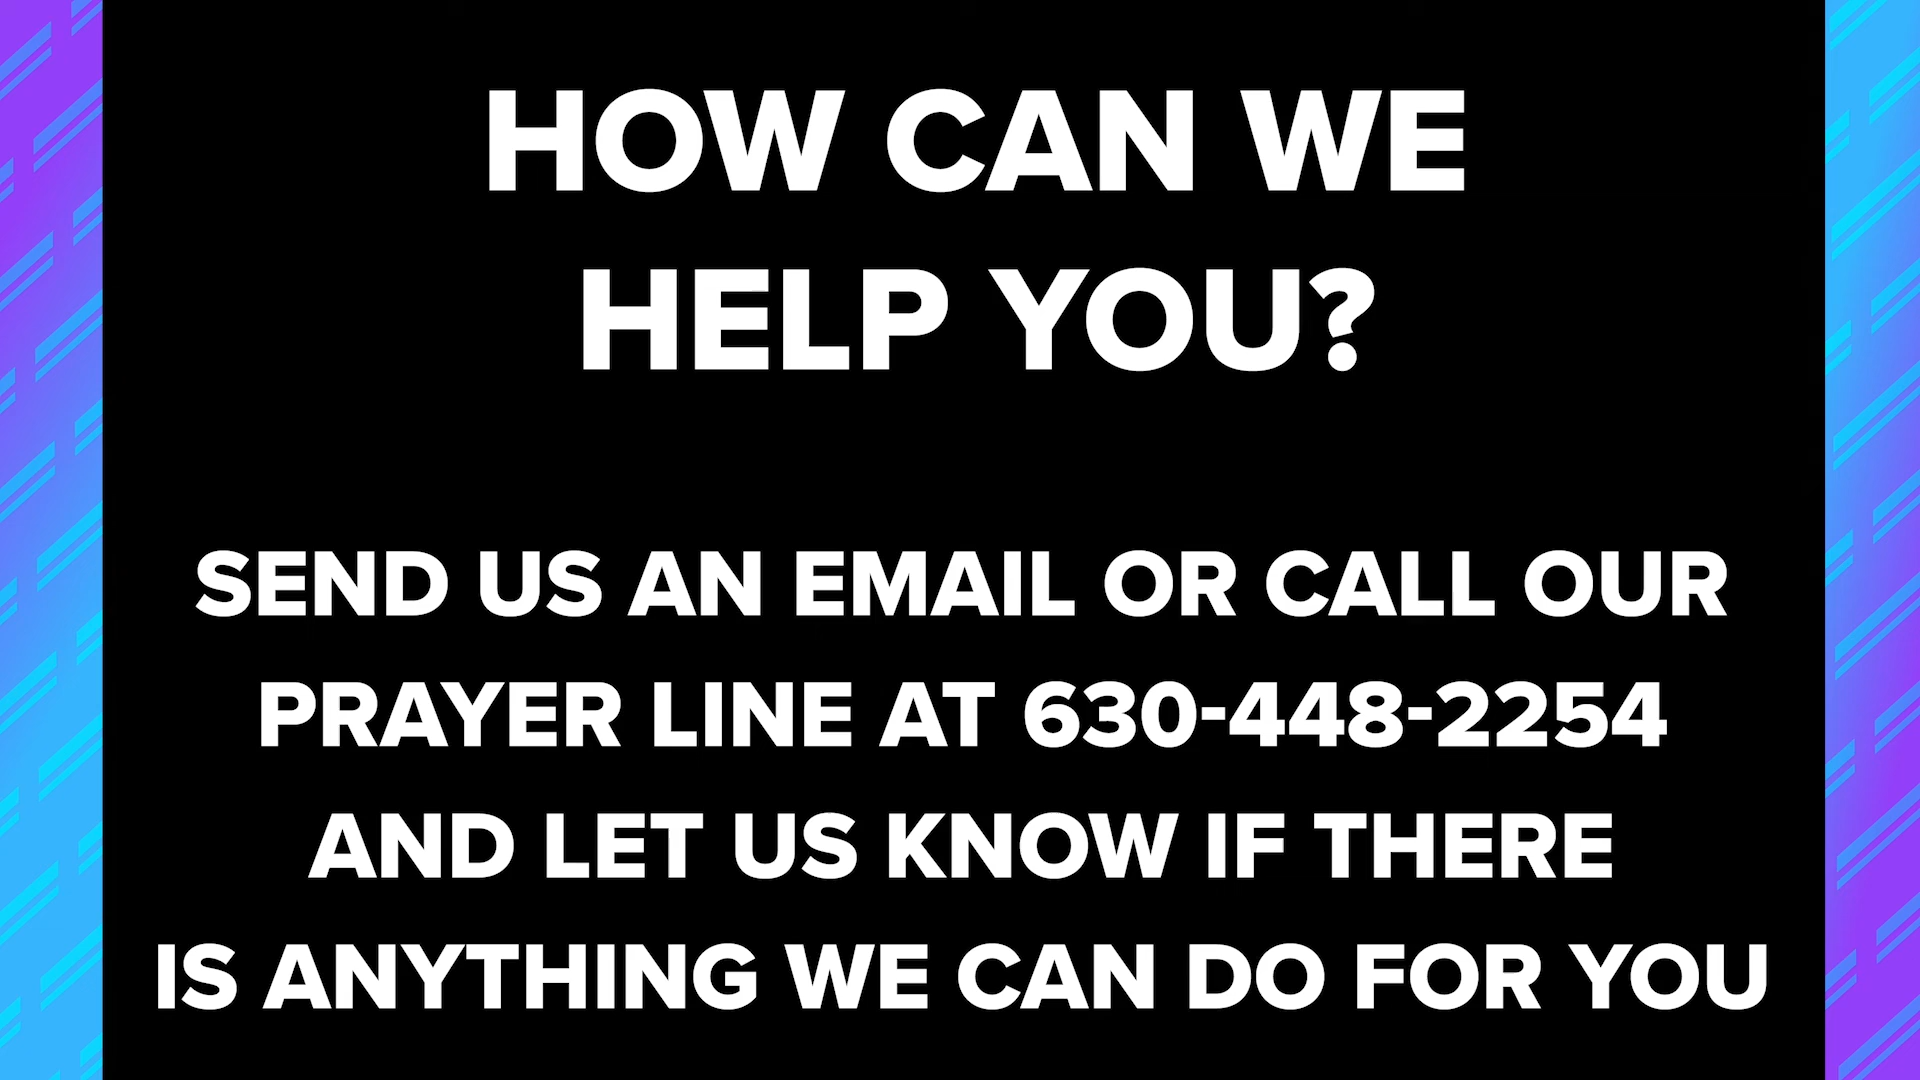 HOW CAN WE
HELP YOU?
SEND US AN EMAIL OR CALL OUR
PRAYER LINE AT 630-448-2254
AND LET US KNOW IF THERE
IS ANYTHING WE CAN DO FOR YOU